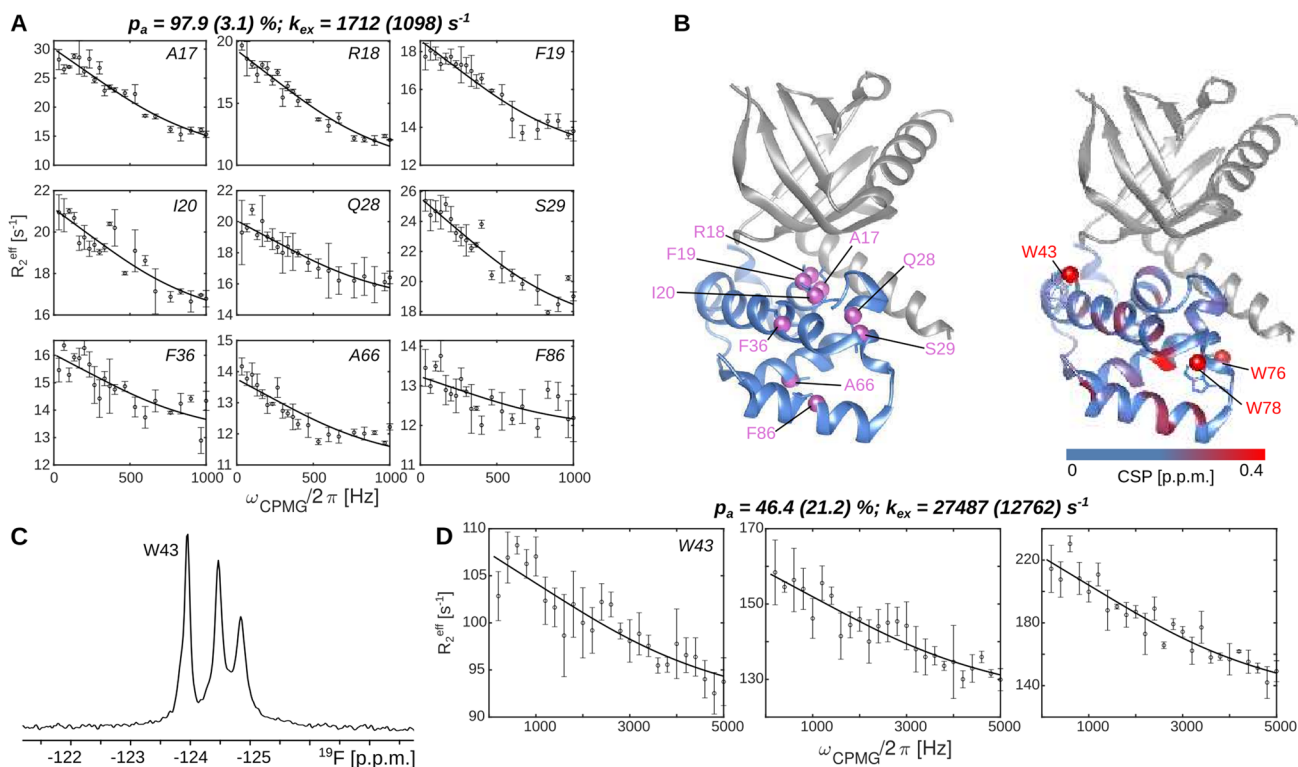 A
p_a = 97.9 (3.1) %; k_ex = 1712 (1098) s⁻¹
A17
R18
F19
30
25
20
15
10
20
15
10
18
16
14
12
I20
Q28
S29
R₂^eff [s⁻¹]
22
20
18
16
22
20
18
16
14
26
24
22
20
18
F36
A66
F86
16
14
12
15
14
13
12
11
14
13
12
11
0 500 1000
0 500 1000
0 500 1000
ω_CPMG/2 π [Hz]
B
R18
A17
F19
Q28
I20
F36
S29
A66
F86
W43
W76
W78
0 0.4
CSP [p.p.m.]
C
W43
-122 -123 -124 -125 ¹⁹F [p.p.m.]
p_a = 46.4 (21.2) %; k_ex = 27487 (12762) s⁻¹
D
W43
R₂^eff [s⁻¹]
110
105
100
95
90
170
150
130
220
180
140
1000 3000 5000
1000 3000 5000
1000 3000 5000
ω_CPMG/2 π [Hz]